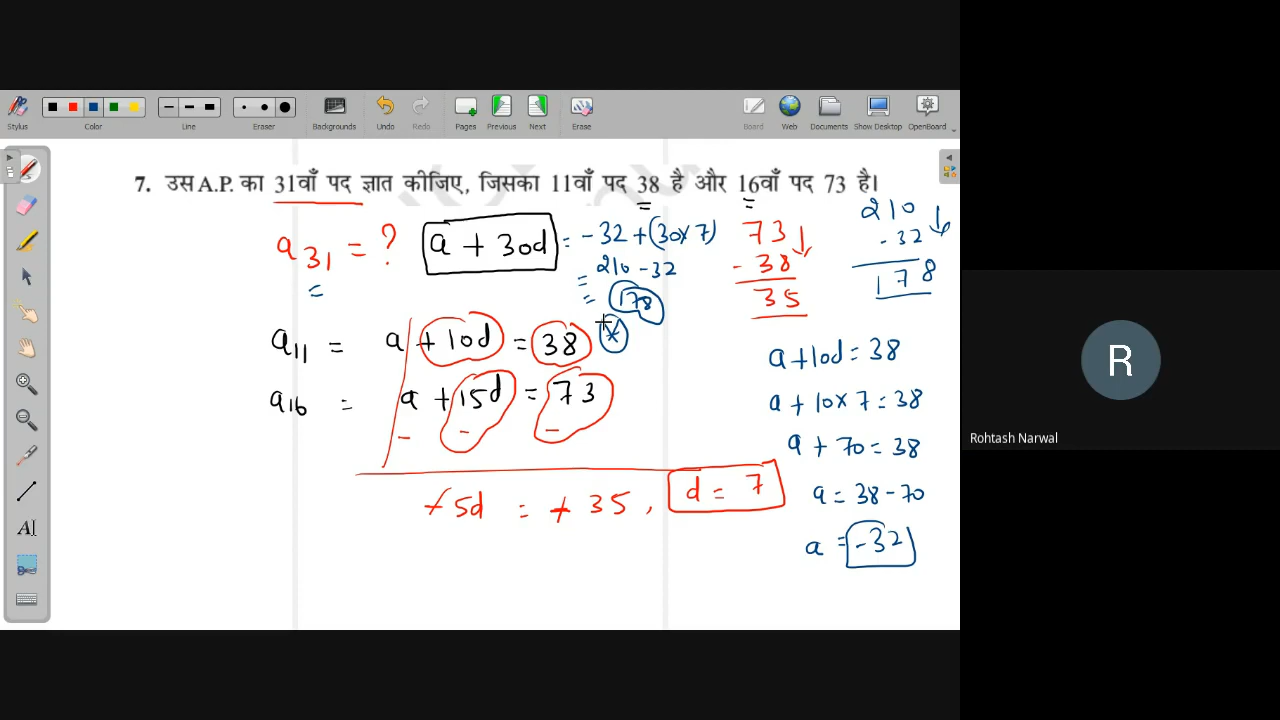 Stylus Color Line Eraser Backgrounds Undo Redo Pages Previous Next Erase Board Web Documents Show Desktop OpenBoard
7. उस A.P. का 31वाँ पद ज्ञात कीजिए, जिसका 11वाँ पद 38 है और 16वाँ पद 73 है।
a31 = ? a + 30d = -32 + (30×7)
= 210 - 32
= 178
73
- 38
35
210
- 32
178
a11 = a + 10d = 38 *
a16 = a + 15d = 73
- - -
+5d = +35, d = 7
a + 10d = 38
a + 10×7 = 38
a + 70 = 38
a = 38 - 70
a = -32
R
Rohtash Narwal